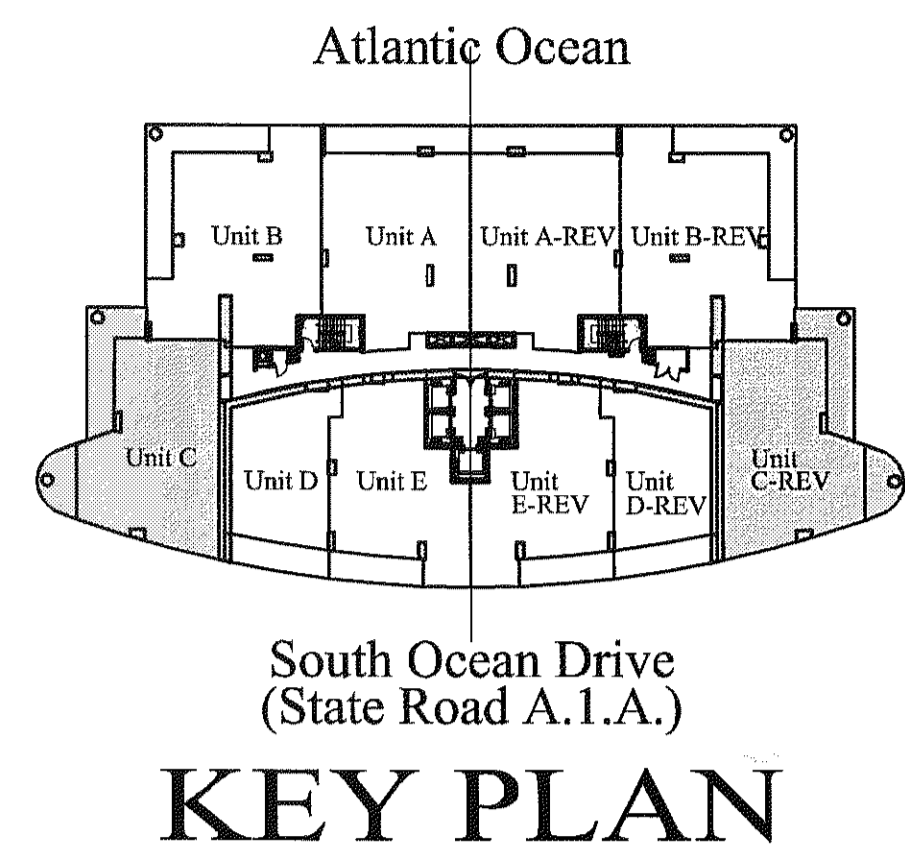 Atlantic Ocean
Unit B
Unit A
Unit A-REV
Unit B-REV
Unit C
Unit D
Unit E
Unit
E-REV
Unit
D-REV
Unit
C-REV
South Ocean Drive
(State Road A.1.A.)
KEY PLAN